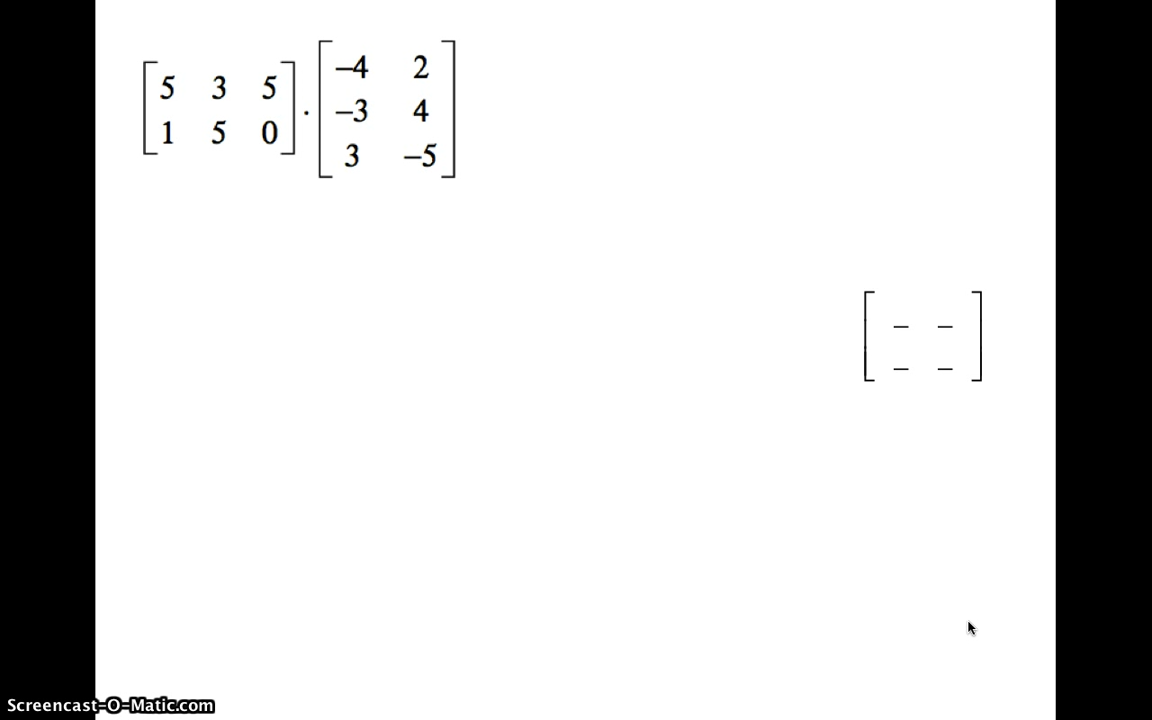 [5 3 5
1 5 0] · [–4 2
–3 4
3 –5]
[– –
– –]
Screencast-O-Matic.com